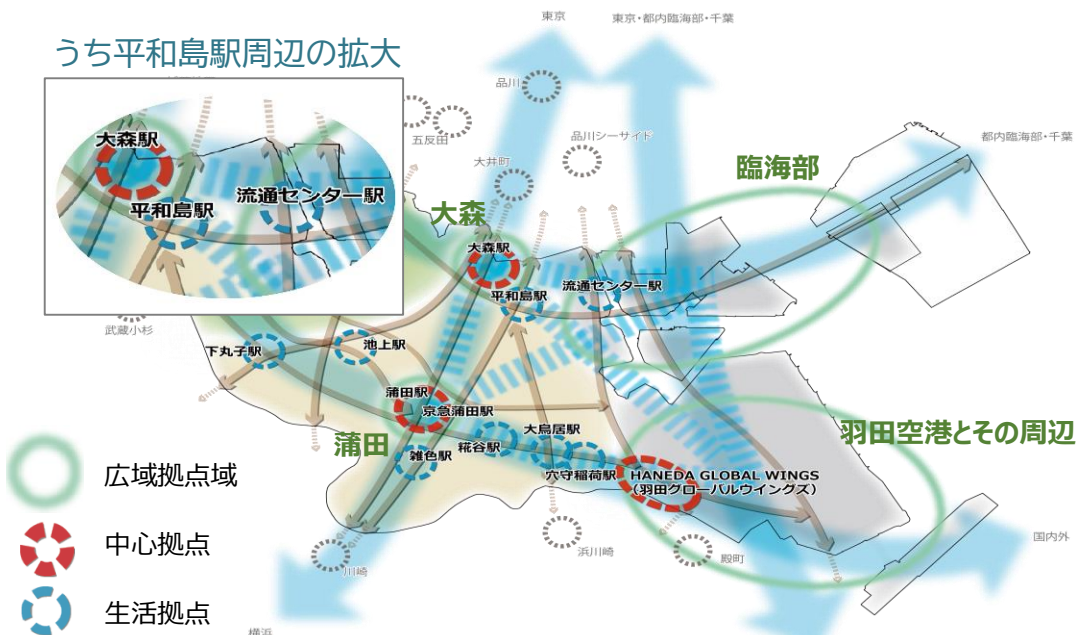 東京
東京・都内臨海部・千葉
うち平和島駅周辺の拡大
大森駅
平和島駅
流通センター駅
品川
五反田
品川シーサイド
大井町
都内臨海部・千葉
臨海部
大森
大森駅
平和島駅
流通センター駅
武蔵小杉
下丸子駅
池上駅
蒲田駅
京急蒲田駅
蒲田
雑色駅
糀谷駅
大鳥居駅
穴守稲荷駅
羽田空港とその周辺
HANEDA GLOBAL WINGS
(羽田グローバルウイングズ)
広域拠点域
中心拠点
生活拠点
川崎
浜川崎
殿町
国内外
横浜